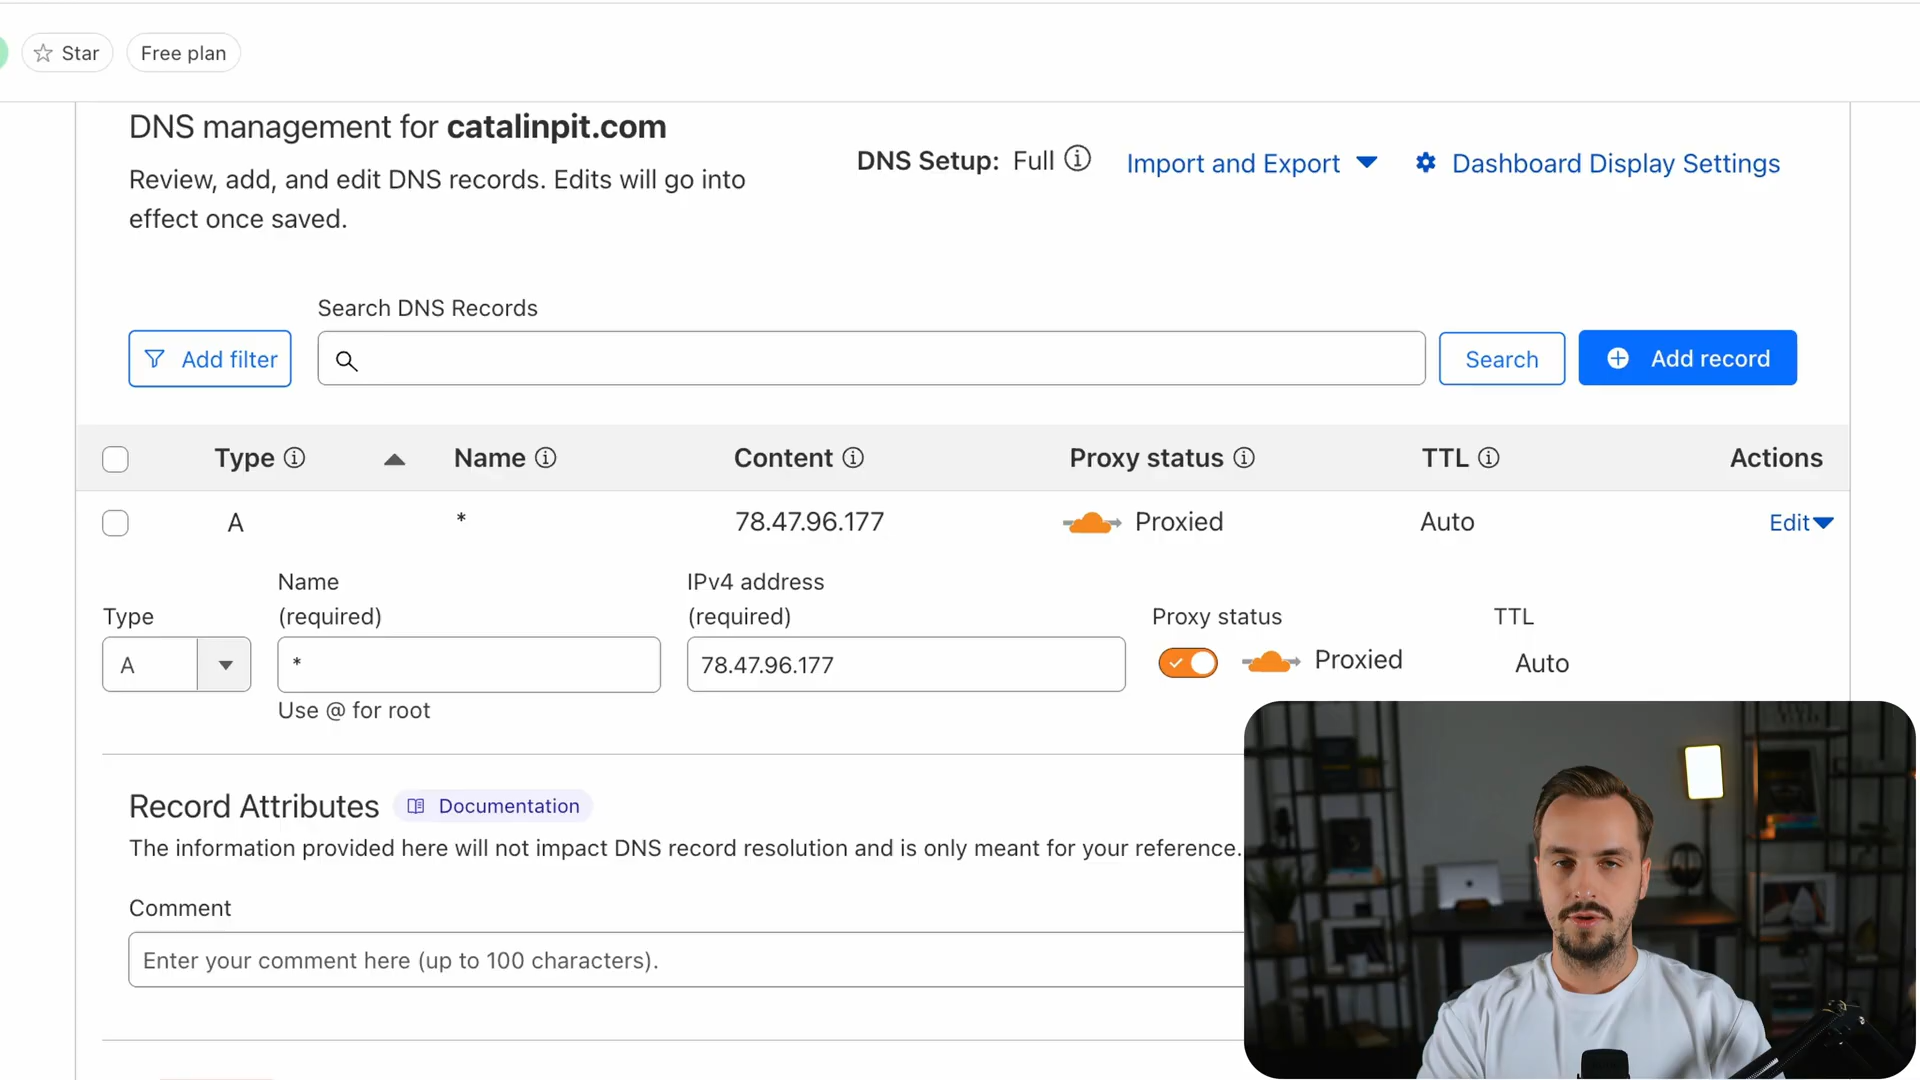 Star
Free plan
DNS management for catalinpit.com
Review, add, and edit DNS records. Edits will go into
effect once saved.
DNS Setup: Full
Import and Export
Dashboard Display Settings
Search DNS Records
Add filter
Search
Add record
Type
Name
Content
Proxy status
TTL
Actions
A
*
78.47.96.177
Proxied
Auto
Edit
Type
A
Name
(required)
*
Use @ for root
IPv4 address
(required)
78.47.96.177
Proxy status
Proxied
TTL
Auto
Record Attributes
Documentation
The information provided here will not impact DNS record resolution and is only meant for your reference.
Comment
Enter your comment here (up to 100 characters).